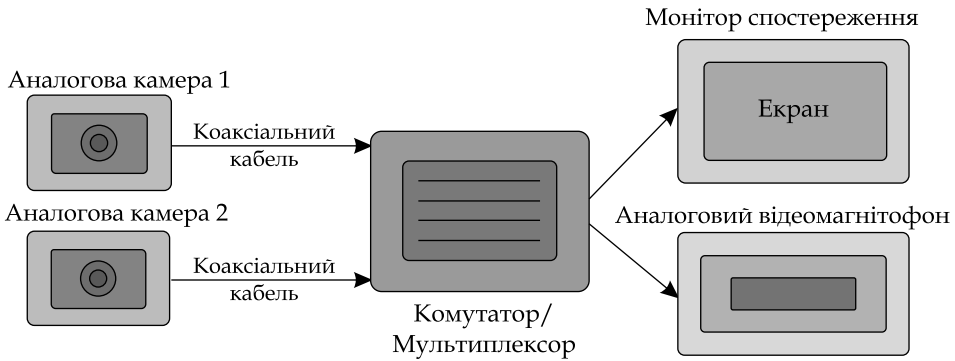 Аналогова камера 1
Коаксіальний
кабель
Аналогова камера 2
Коаксіальний
кабель
Комутатор/
Мультиплексор
Монітор спостереження
Екран
Аналоговий відеомагнітофон